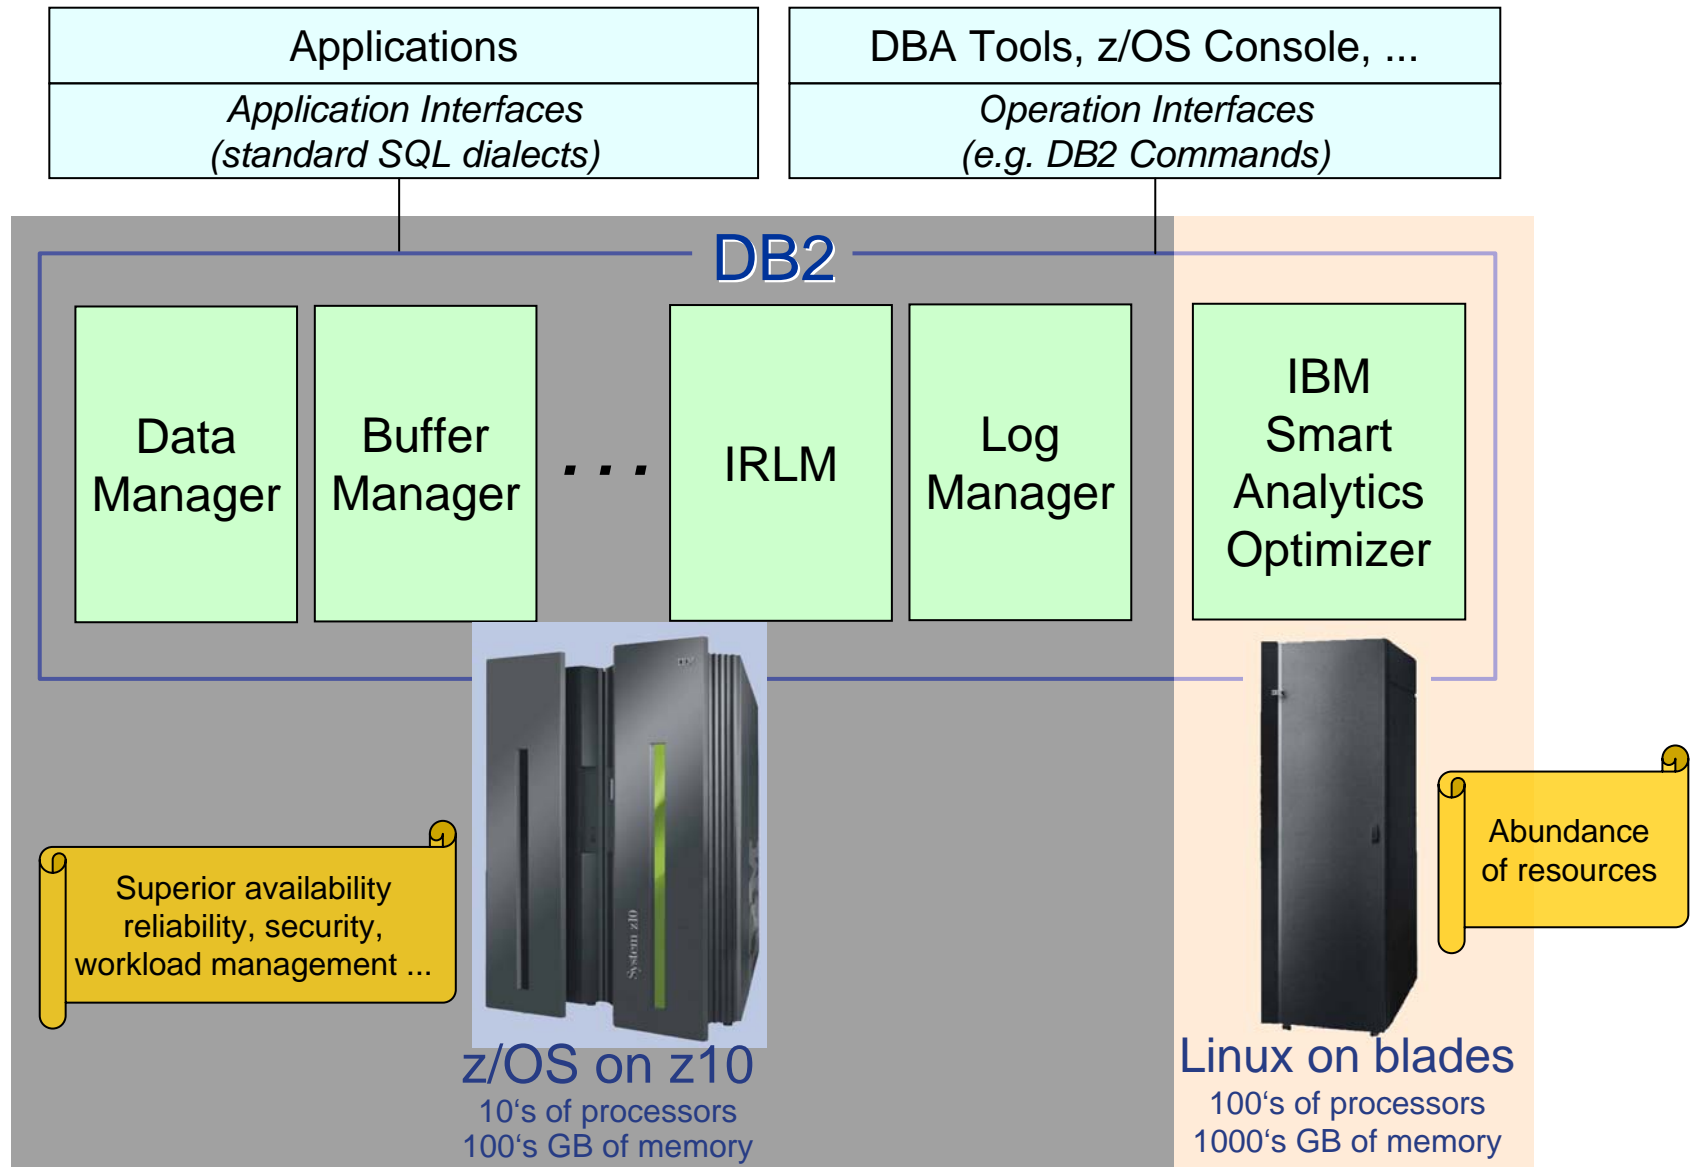 Applications
Application Interfaces
(standard SQL dialects)
DBA Tools, z/OS Console, ...
Operation Interfaces
(e.g. DB2 Commands)
DB2
Data
Manager
Buffer
Manager
...
IRLM
Log
Manager
IBM
Smart
Analytics
Optimizer
Superior availability
reliability, security,
workload management ...
System z10
Abundance
of resources
z/OS on z10
10‘s of processors
100‘s GB of memory
Linux on blades
100‘s of processors
1000‘s GB of memory